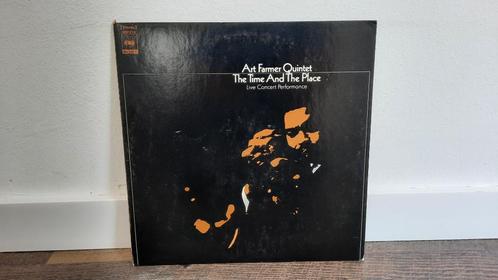 Art Farmer Quintet
The Time And The Place
Live Concert Performance